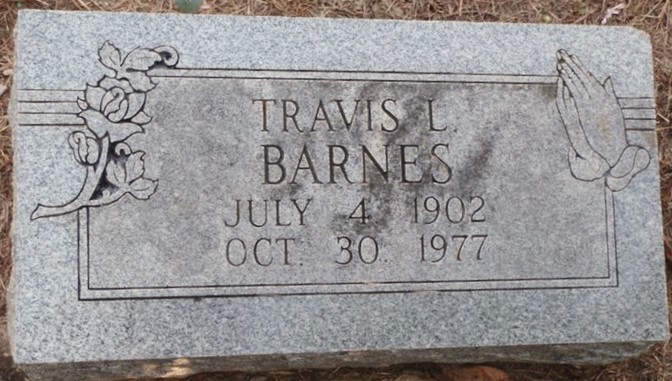 TRAVIS L.
BARNES
JULY 4 1902
OCT. 30. 1977